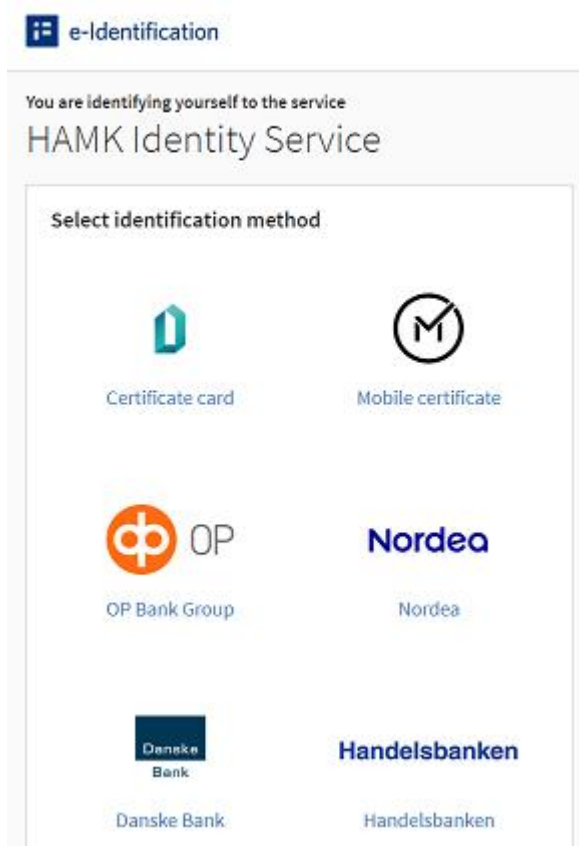 e-Identification
You are identifying yourself to the service
HAMK Identity Service
Select identification method
Certificate card
Mobile certificate
OP
Nordea
OP Bank Group
Nordea
Danske
Bank
Handelsbanken
Danske Bank
Handelsbanken